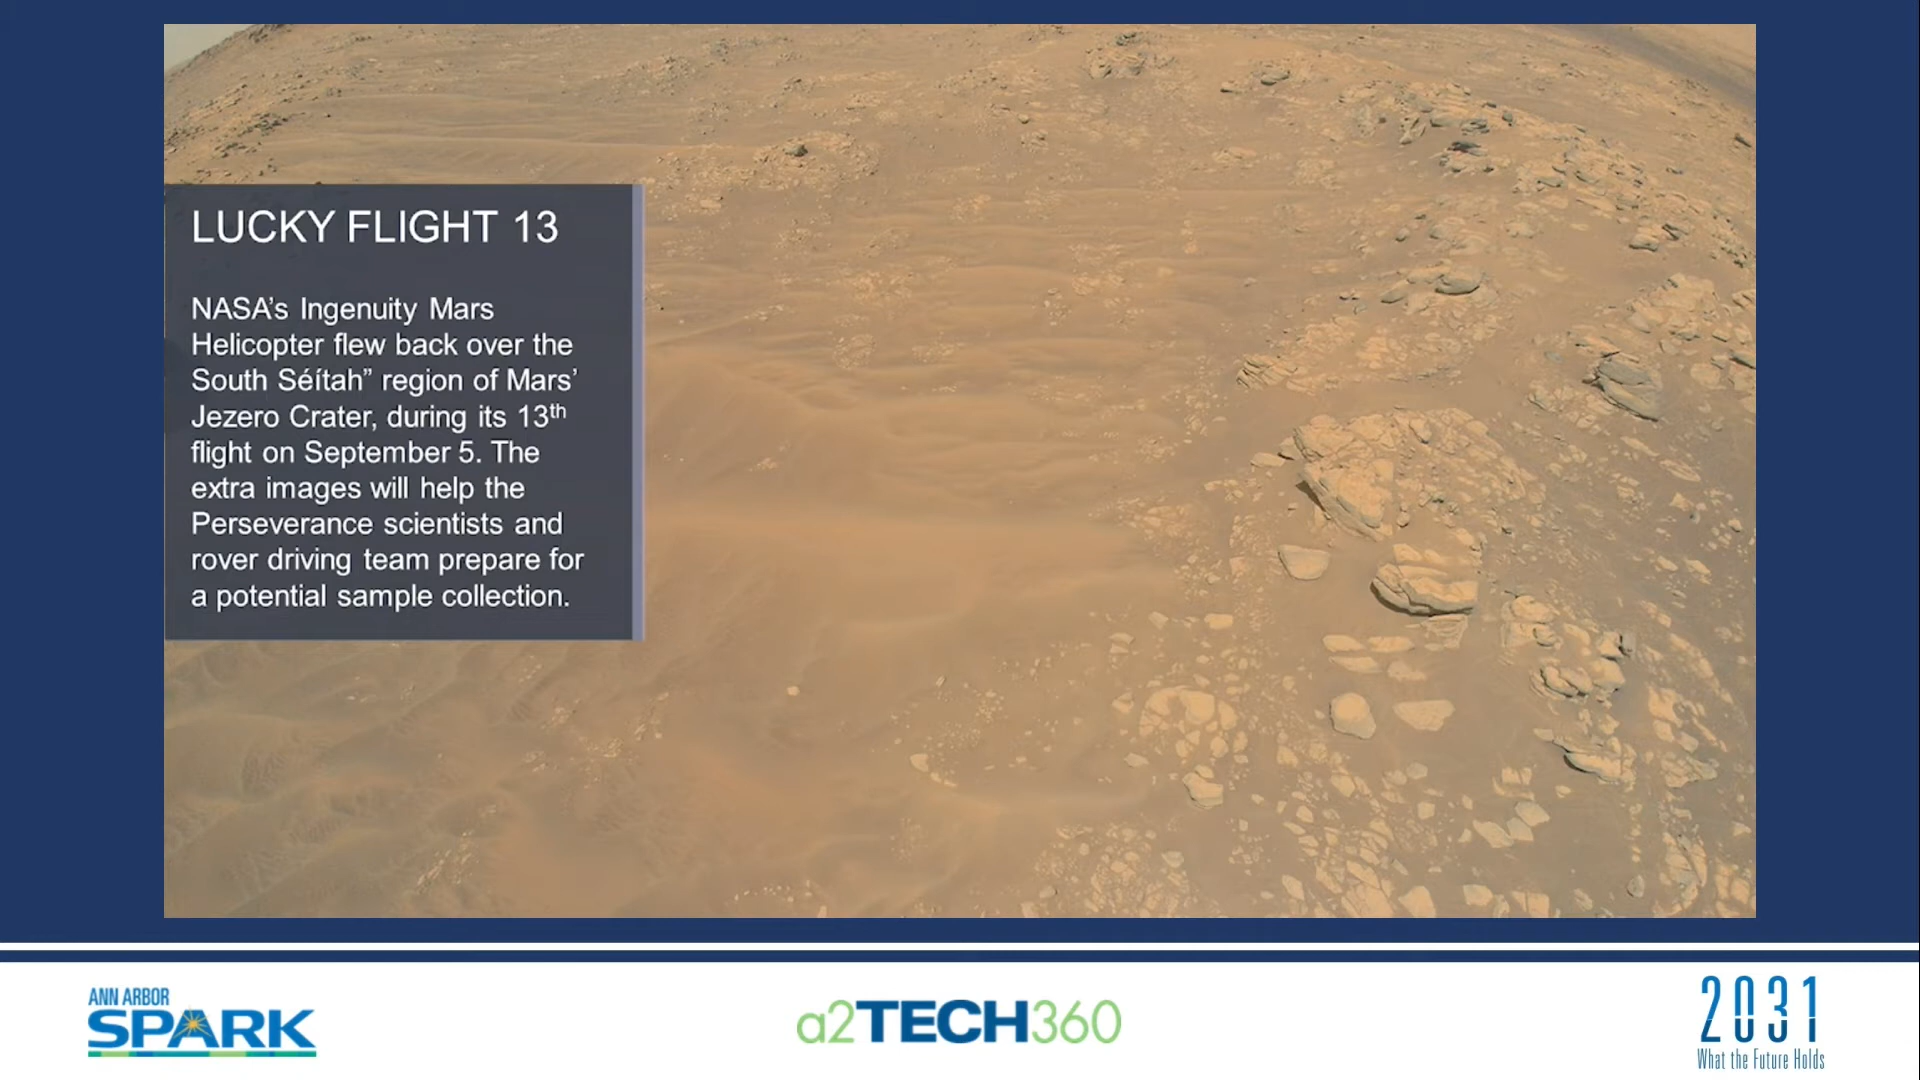 LUCKY FLIGHT 13
NASA’s Ingenuity Mars
Helicopter flew back over the
South Séítah” region of Mars’
Jezero Crater, during its 13th
flight on September 5. The
extra images will help the
Perseverance scientists and
rover driving team prepare for
a potential sample collection.
ANN ARBOR
SPARK
a2TECH360
2031
What the Future Holds